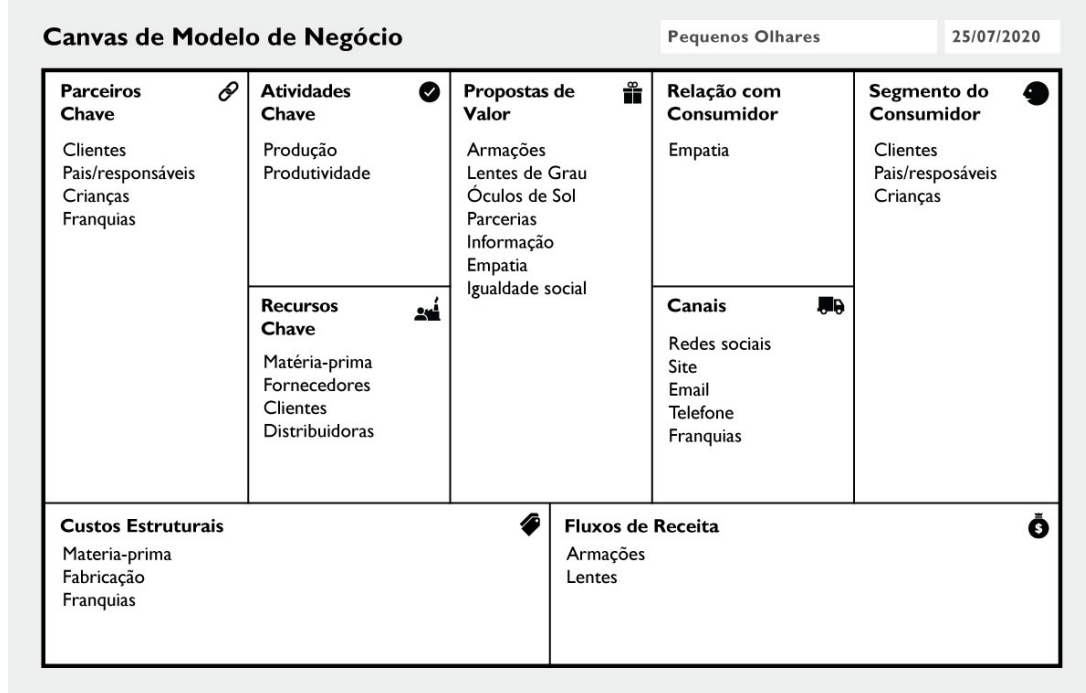 Canvas de Modelo de Negócio
Pequenos Olhares
25/07/2020
Parceiros
Chave
Clientes
Pais/responsáveis
Crianças
Franquias
Atividades
Chave
Produção
Produtividade
Recursos
Chave
Matéria-prima
Fornecedores
Clientes
Distribuidoras
Propostas de
Valor
Armações
Lentes de Grau
Óculos de Sol
Parcerias
Informação
Empatia
Igualdade social
Relação com
Consumidor
Empatia
Canais
Redes sociais
Site
Email
Telefone
Franquias
Segmento do
Consumidor
Clientes
Pais/resposáveis
Crianças
Custos Estruturais
Materia-prima
Fabricação
Franquias
Fluxos de Receita
$
Armações
Lentes